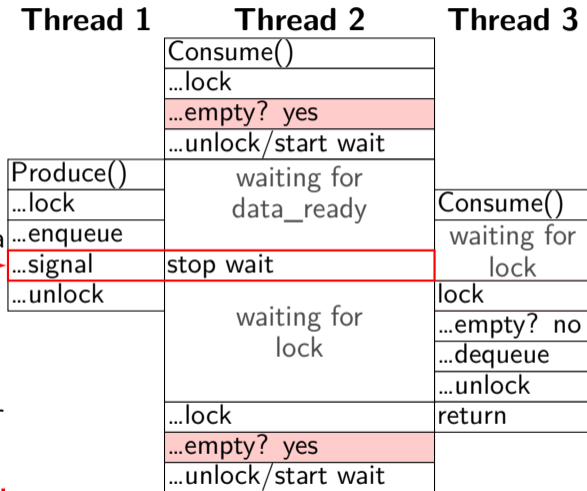 Thread 1 Thread 2 Thread 3
Consume()
…lock
…empty? yes
…unlock/start wait
Produce()
…lock
…enqueue
…signal
…unlock
waiting for
data_ready
stop wait
waiting for
lock
…lock
…empty? yes
…unlock/start wait
Consume()
waiting for
lock
lock
…empty? no
…dequeue
…unlock
return